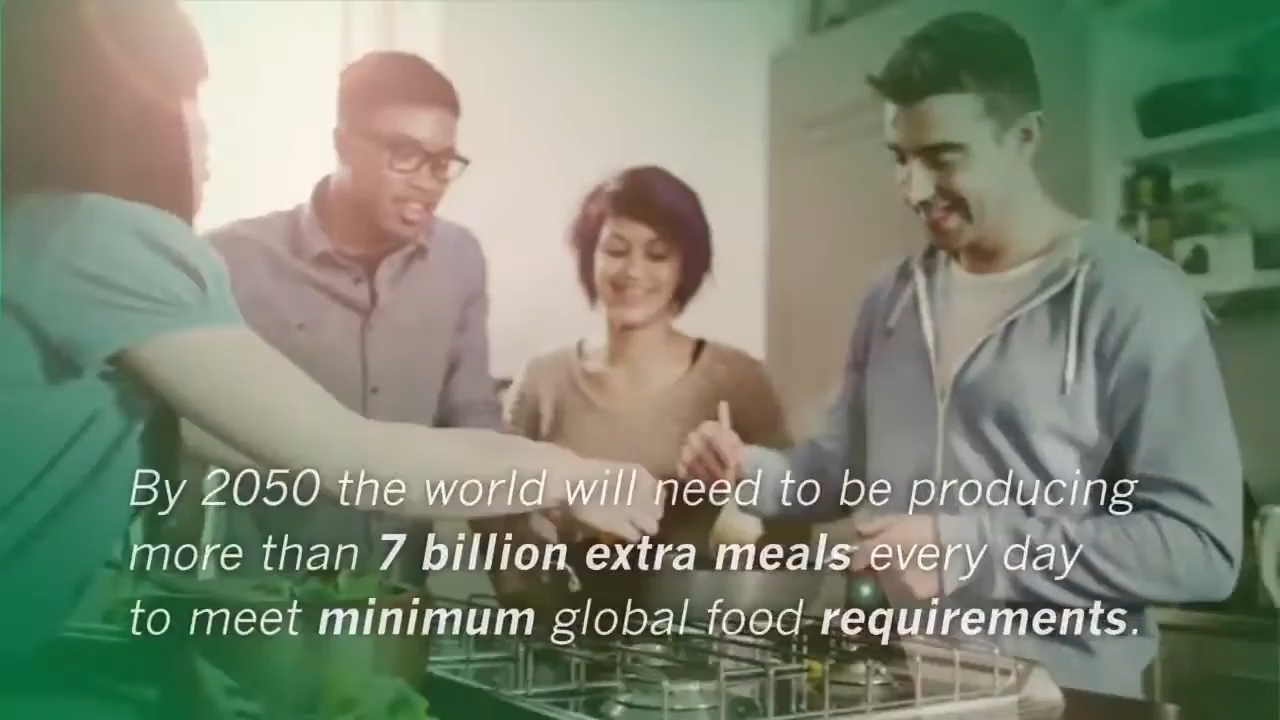 By 2050 the world will need to be producing
more than 7 billion extra meals every day
to meet minimum global food requirements.